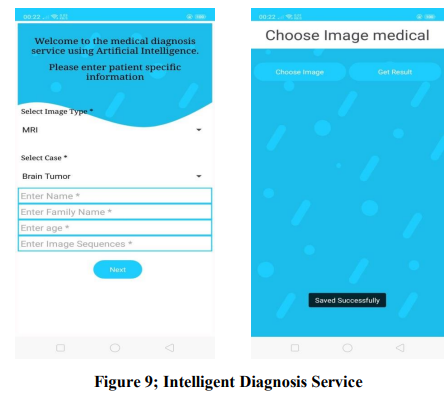 00:22
Welcome to the medical diagnosis
service using Artificial Intelligence.
Please enter patient specific
information
Select Image Type *
MRI
Select Case *
Brain Tumor
Enter Name *
Enter Family Name *
Enter age *
Enter Image Sequences *
Next
00:22
Choose Image medical
Choose Image
Get Result
Saved Successfully
Figure 9; Intelligent Diagnosis Service